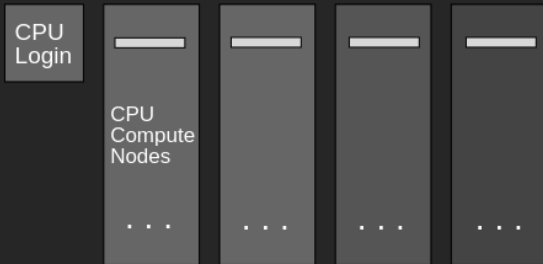 CPU
Login
CPU
Compute
Nodes
. . .
. . .
. . .
. . .